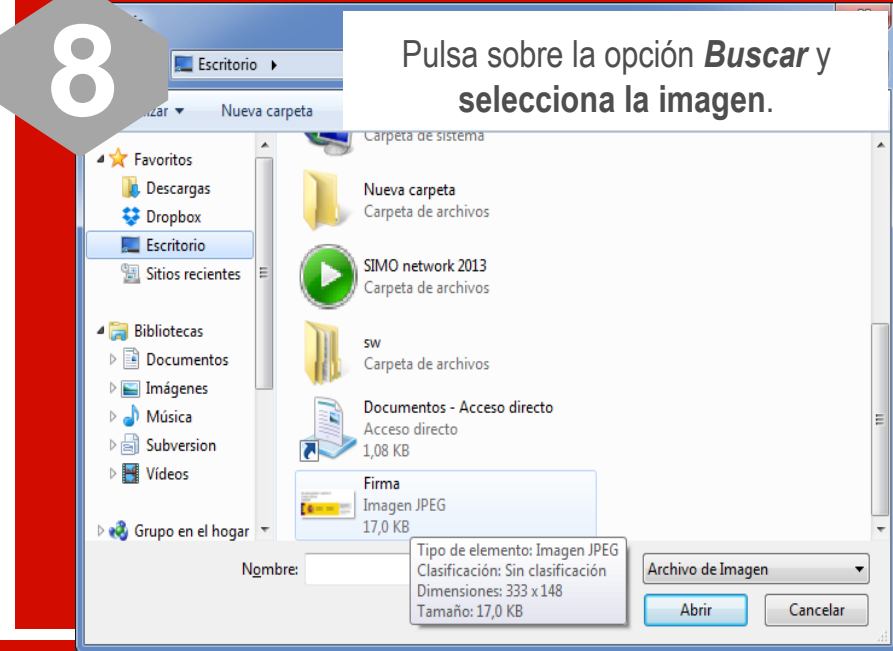 8
Pulsa sobre la opción Buscar y
selecciona la imagen.
Escritorio
Nueva carpeta
Favoritos
Descargas
Dropbox
Escritorio
Sitios recientes
Bibliotecas
Documentos
Imágenes
Música
Subversion
Vídeos
Grupo en el hogar
Carpeta de sistema
Nueva carpeta
Carpeta de archivos
SIMO network 2013
Carpeta de archivos
sw
Carpeta de archivos
Documentos - Acceso directo
Acceso directo
1,08 KB
Firma
Imagen JPEG
17,0 KB
Tipo de elemento: Imagen JPEG
Clasificación: Sin clasificación
Dimensiones: 333 x 148
Tamaño: 17,0 KB
Nombre:
Archivo de Imagen
Abrir
Cancelar